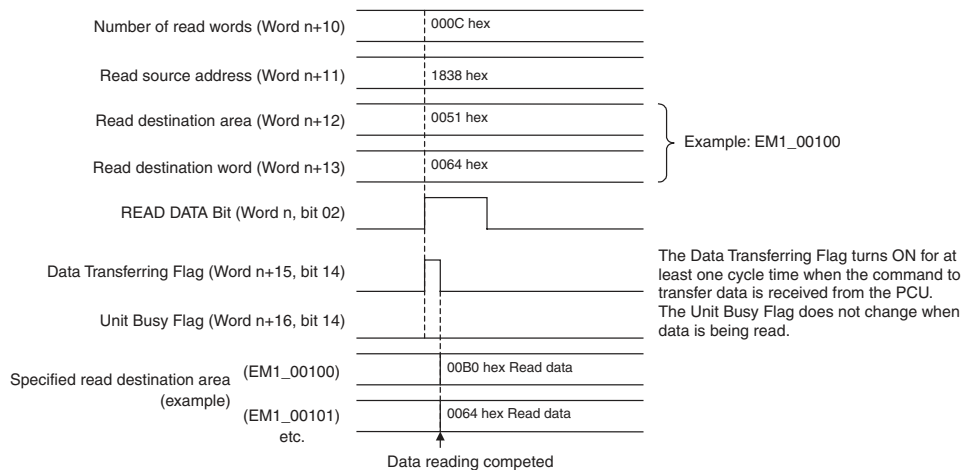 Number of read words (Word n+10)
000C hex
Read source address (Word n+11)
1838 hex
Read destination area (Word n+12)
0051 hex
Example: EM1_00100
Read destination word (Word n+13)
0064 hex
READ DATA Bit (Word n, bit 02)
Data Transferring Flag (Word n+15, bit 14)
The Data Transferring Flag turns ON for at
least one cycle time when the command to
transfer data is received from the PCU.
The Unit Busy Flag does not change when
data is being read.
Unit Busy Flag (Word n+16, bit 14)
Specified read destination area
(example)
(EM1_00100)
00B0 hex Read data
(EM1_00101)
0064 hex Read data
etc.
Data reading competed